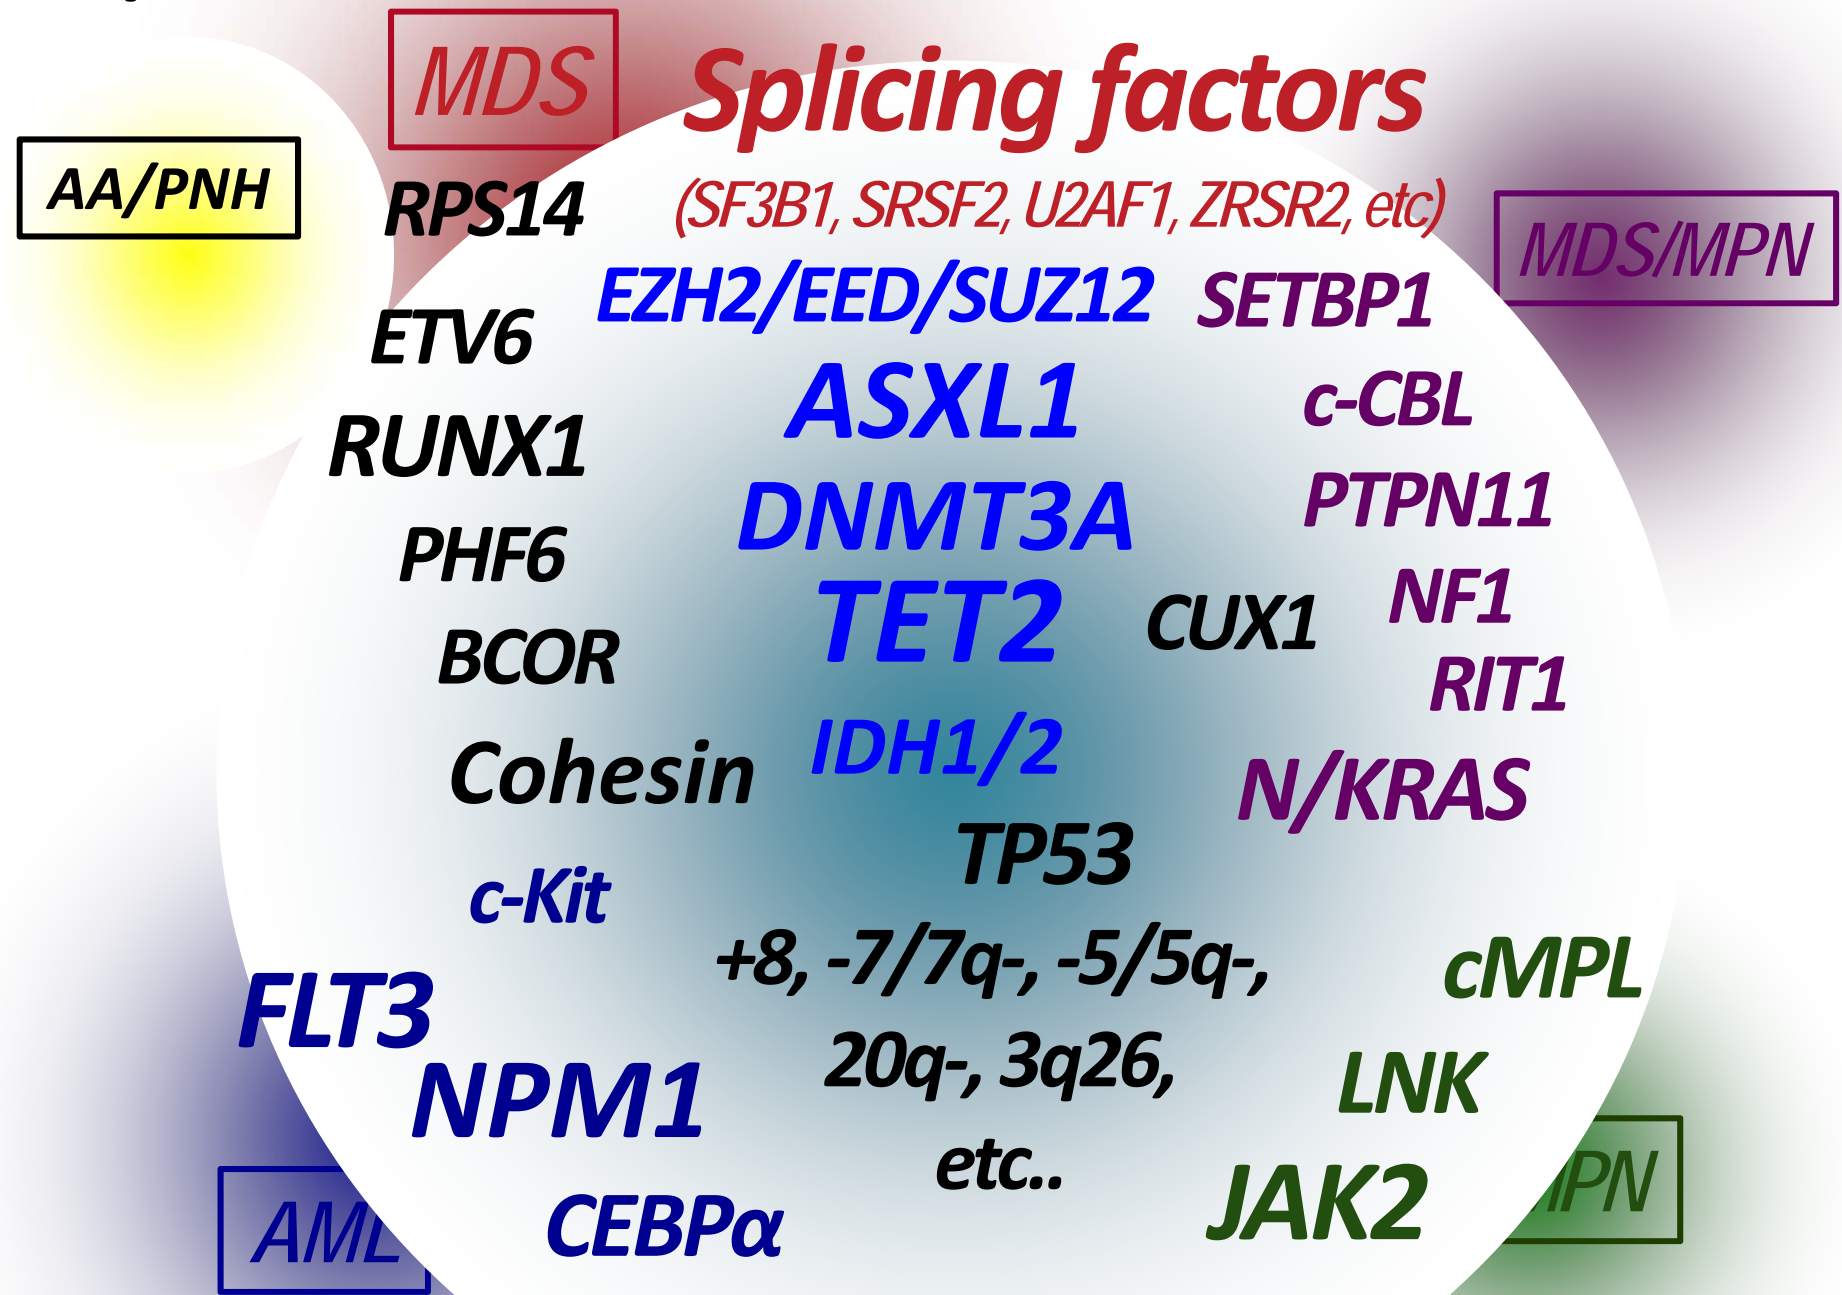 MDS
Splicing factors
AA/PNH
RPS14
(SF3B1, SRSF2, U2AF1, ZRSR2, etc)
MDS/MPN
EZH2/EED/SUZ12
SETBP1
ETV6
ASXL1
c-CBL
RUNX1
DNMT3A
PTPN11
PHF6
TET2
CUX1
NF1
BCOR
RIT1
IDH1/2
Cohesin
N/KRAS
TP53
c-Kit
+8, -7/7q-, -5/5q-,
cMPL
FLT3
20q-, 3q26,
LNK
NPM1
etc..
MPN
JAK2
AML
CEBPα